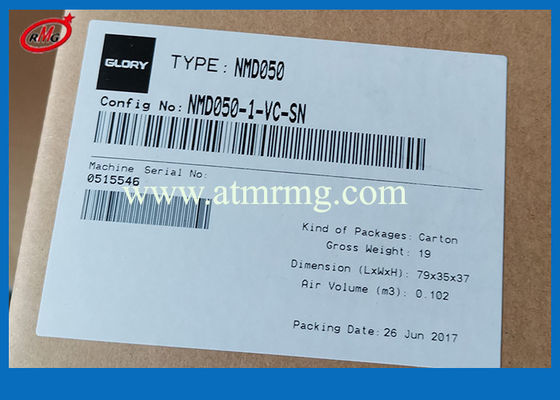 RMG
GLORY
TYPE: NMD050
Config No: NMD050-1-VC-SN
Machine Serial No:
0515546
www.atmrmg.com
Kind of Packages: Carton
Gross Weight: 19
Dimension (LxWxH): 79x35x37
Air Volume (m3): 0.102
Packing Date: 26 Jun 2017